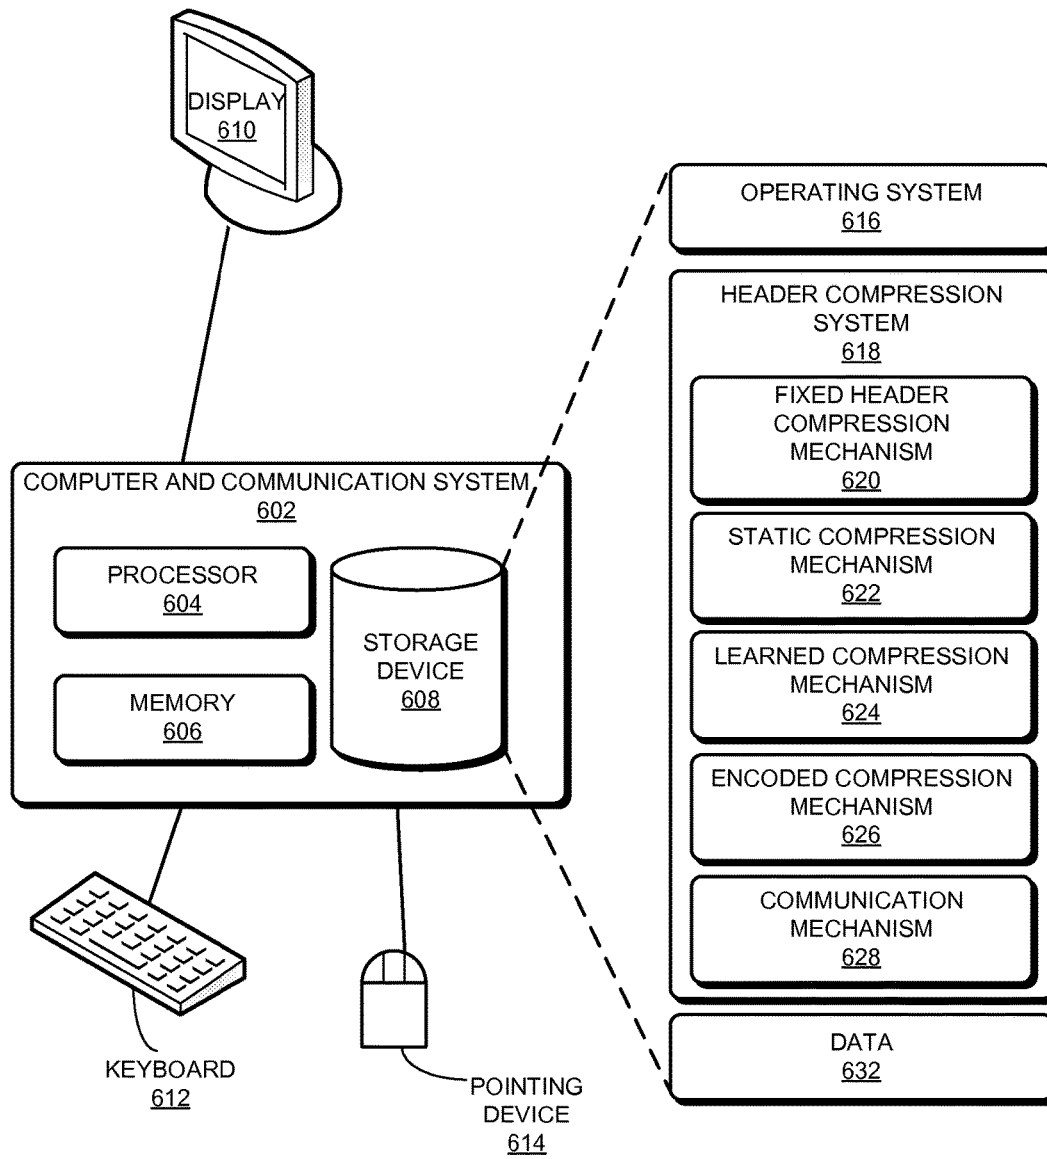 DISPLAY
610
COMPUTER AND COMMUNICATION SYSTEM
602
PROCESSOR
604
MEMORY
606
STORAGE
DEVICE
608
KEYBOARD
612
POINTING
DEVICE
614
OPERATING SYSTEM
616
HEADER COMPRESSION
SYSTEM
618
FIXED HEADER
COMPRESSION
MECHANISM
620
STATIC COMPRESSION
MECHANISM
622
LEARNED COMPRESSION
MECHANISM
624
ENCODED COMPRESSION
MECHANISM
626
COMMUNICATION
MECHANISM
628
DATA
632